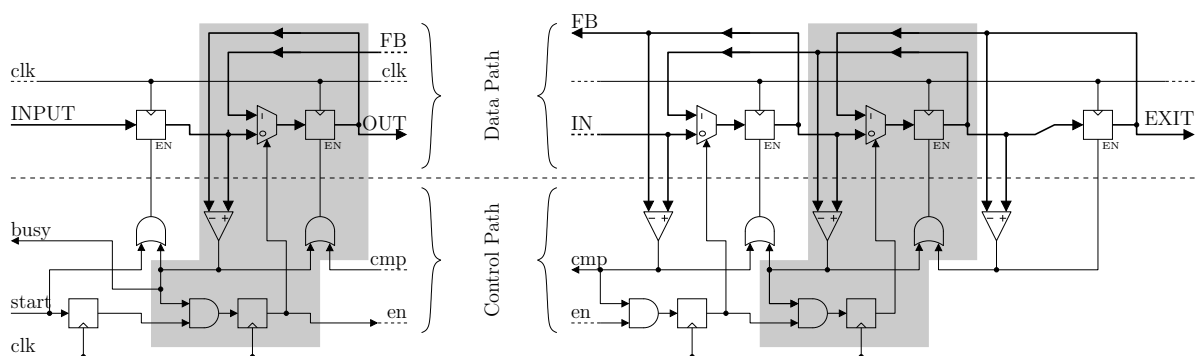 FB
FB
clk
clk
Data Path
INPUT
OUT
IN
EXIT
I
O
I
O
I
O
EN
EN
EN
EN
EN
− +
− +
− +
− +
busy
cmp
Control Path
cmp
start
en
en
clk